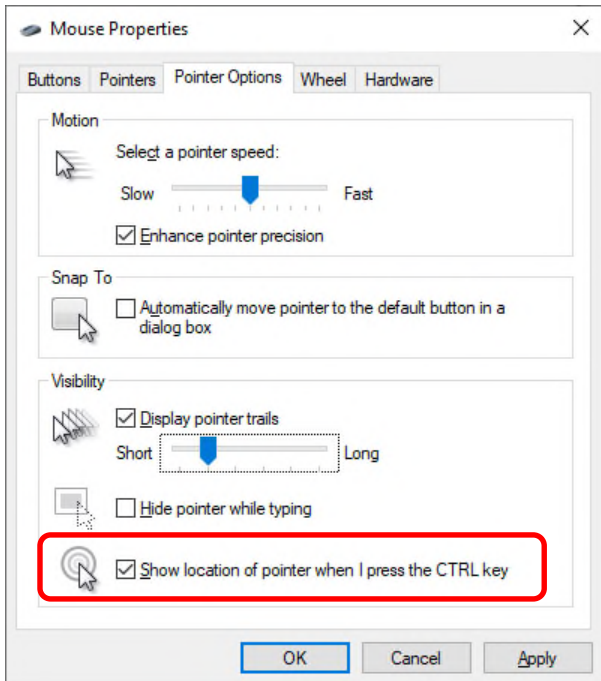 Mouse Properties
Buttons Pointers Pointer Options Wheel Hardware
Motion
Select a pointer speed:
Slow Fast
Enhance pointer precision
Snap To
Automatically move pointer to the default button in a
dialog box
Visibility
Display pointer trails
Short Long
Hide pointer while typing
Show location of pointer when I press the CTRL key
OK Cancel Apply